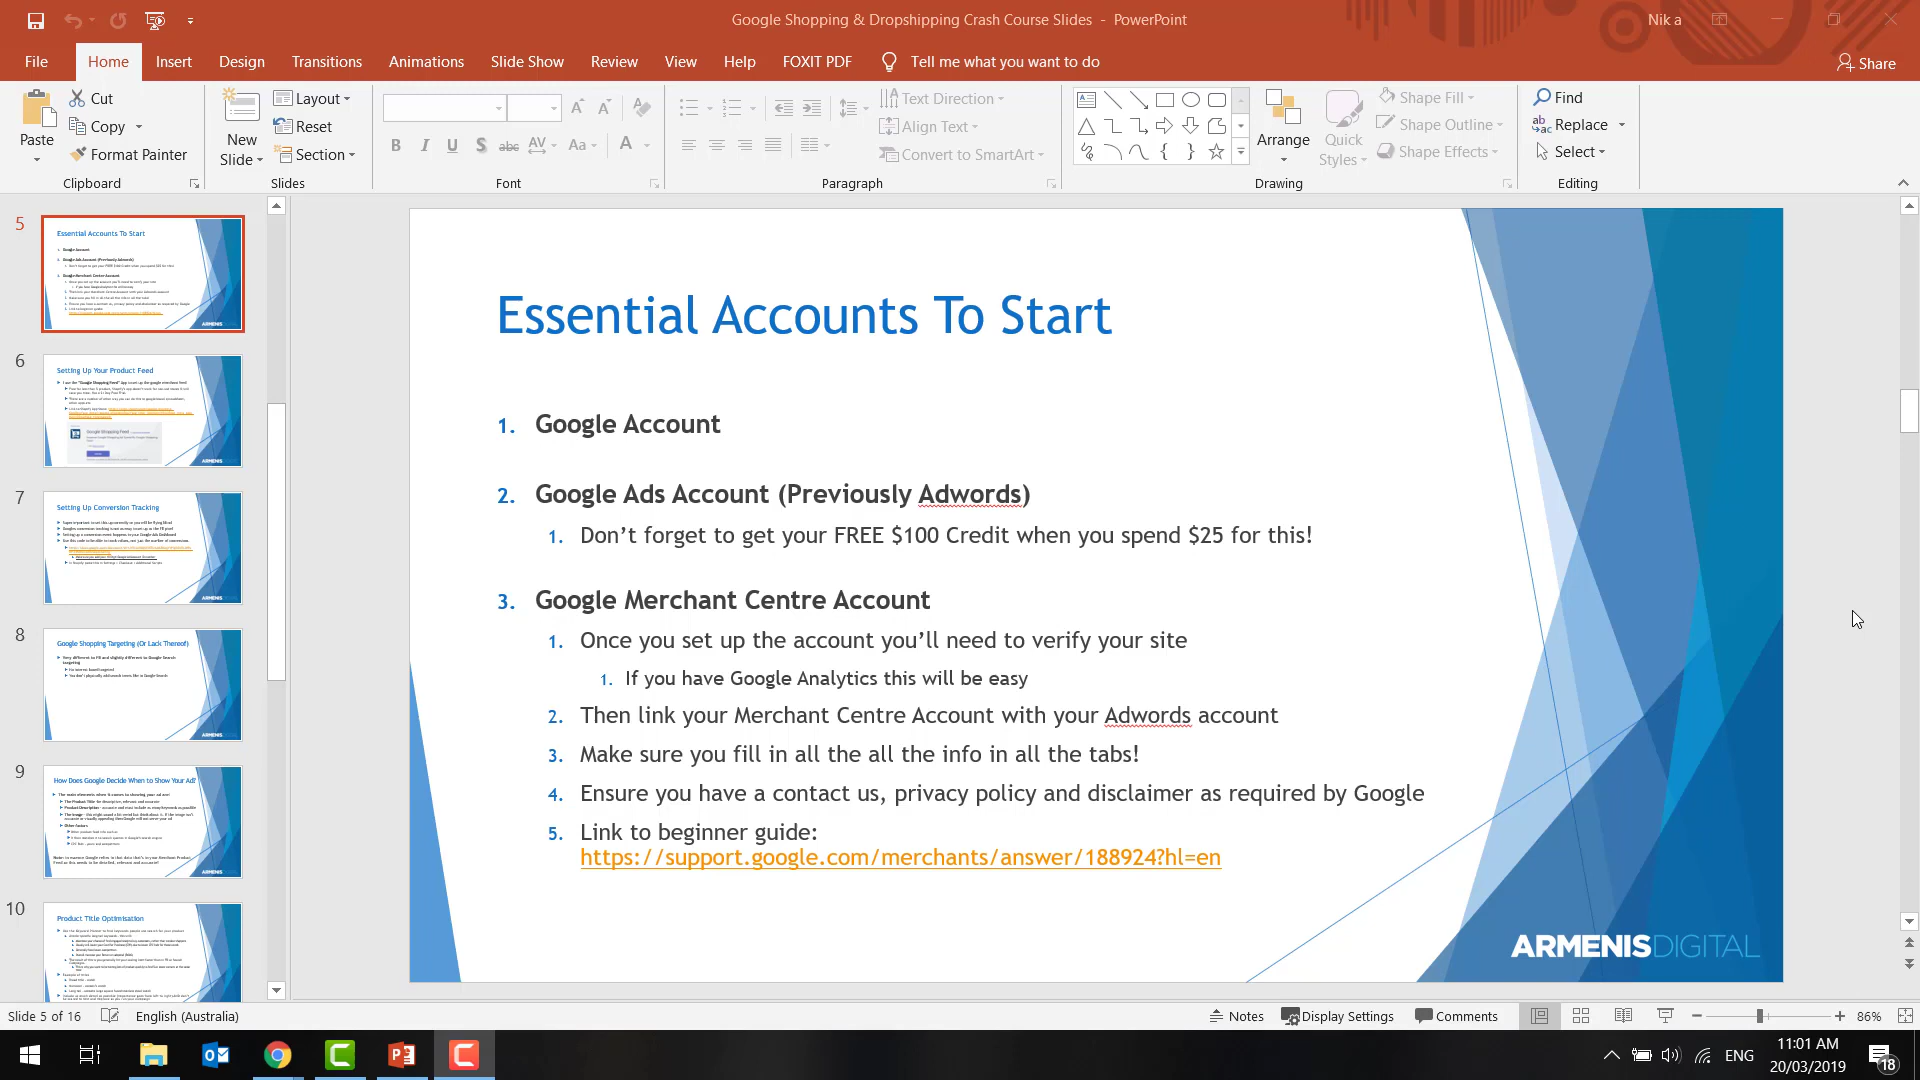 Google Shopping & Dropshipping Crash Course Slides - PowerPoint
Nik a
File Home Insert Design Transitions Animations Slide Show Review View Help FOXIT PDF Tell me what you want to do
Share
Paste
Cut
Copy
Format Painter
Clipboard
New Slide
Layout
Reset
Section
Slides
Font
Text Direction
Align Text
Convert to SmartArt
Paragraph
Arrange
Quick Styles
Shape Fill
Shape Outline
Shape Effects
Drawing
Find
Replace
Select
Editing
5
Essential Accounts To Start
6
Setting Up Your Product Feed
7
Setting Up Conversion Tracking
8
Google Shopping Targeting (Or Lack Thereof)
9
How Does Google Decide When to Show Your Ad?
10
Product Title Optimisation
Essential Accounts To Start
1. Google Account
2. Google Ads Account (Previously Adwords)
1. Don’t forget to get your FREE $100 Credit when you spend $25 for this!
3. Google Merchant Centre Account
1. Once you set up the account you’ll need to verify your site
1. If you have Google Analytics this will be easy
2. Then link your Merchant Centre Account with your Adwords account
3. Make sure you fill in all the all the info in all the tabs!
4. Ensure you have a contact us, privacy policy and disclaimer as required by Google
5. Link to beginner guide:
https://support.google.com/merchants/answer/188924?hl=en
ARMENISDIGITAL
Slide 5 of 16 English (Australia) Notes Display Settings Comments 86%
ENG
11:01 AM
20/03/2019
18